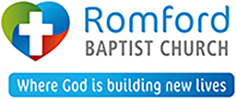 Romford
BAPTIST CHURCH
Where God is building new lives